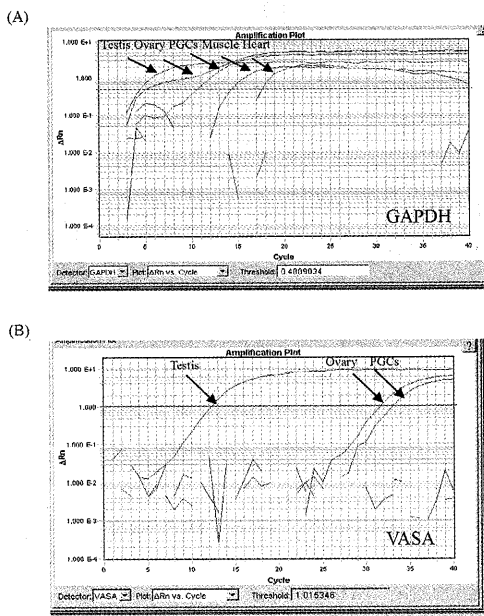 (A)
Amplification Plot
Testis Ovary PGCs Muscle Heart
1.000 E+1
1.000
1.000 E-1
1.000 E-2
1.000 E-3
1.000 E-4
ΔRn
GAPDH
0 5 10 15 20 25 30 35 40
Cycle
Detector: GAPDH Plot: ΔRn vs. Cycle Threshold: 0.4809034
(B)
?
Amplification Plot
Testis Ovary PGCs
1.000 E+1
1.000
1.000 E-1
1.000 E-2
1.000 E-3
1.000 E-4
ΔRn
VASA
0 5 10 15 20 25 30 35 40
Cycle
Detector: VASA Plot: ΔRn vs. Cycle Threshold: 1.015346